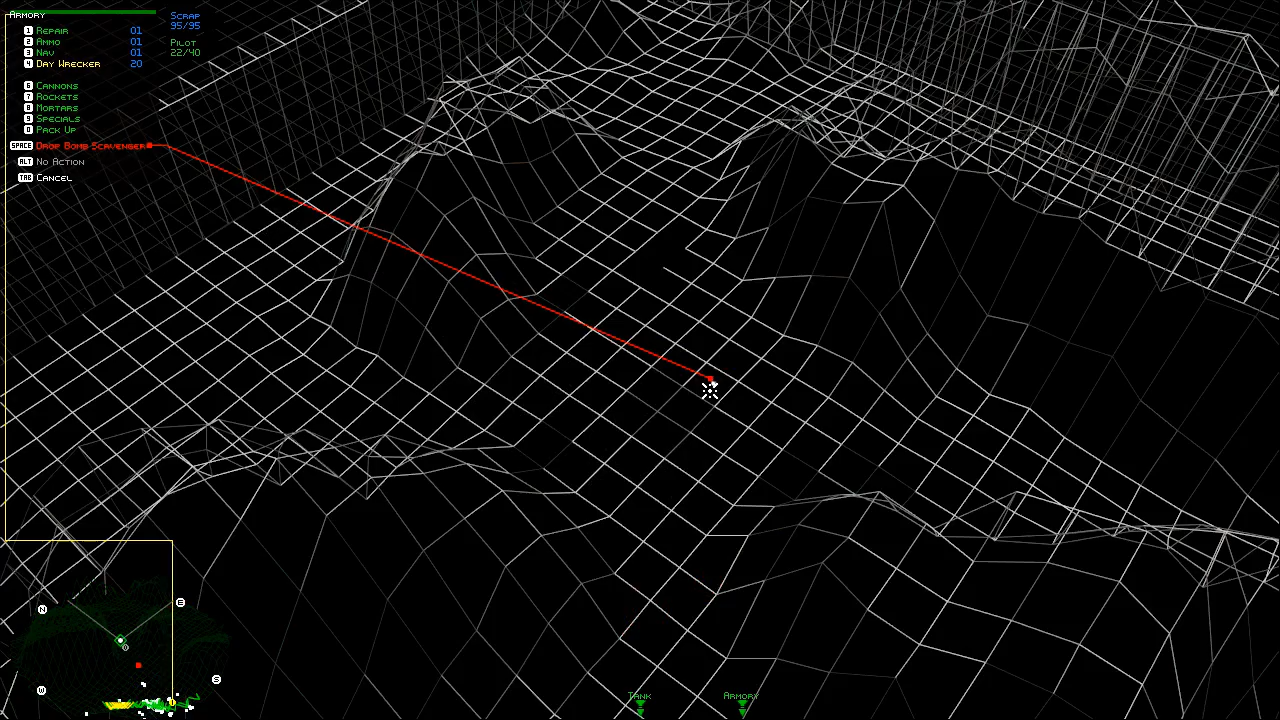 Armory
Scrap
95/95
1 Repair 01
2 Ammo 01
3 Nav 01
4 Day Wrecker 20
Pilot
22/40
6 Cannons
7 Rockets
8 Mortars
9 Specials
0 Pack Up
SPACE Drop Bomb Scavenger
ALT No Action
TAB Cancel
N
E
0
W
S
Tank
Armory